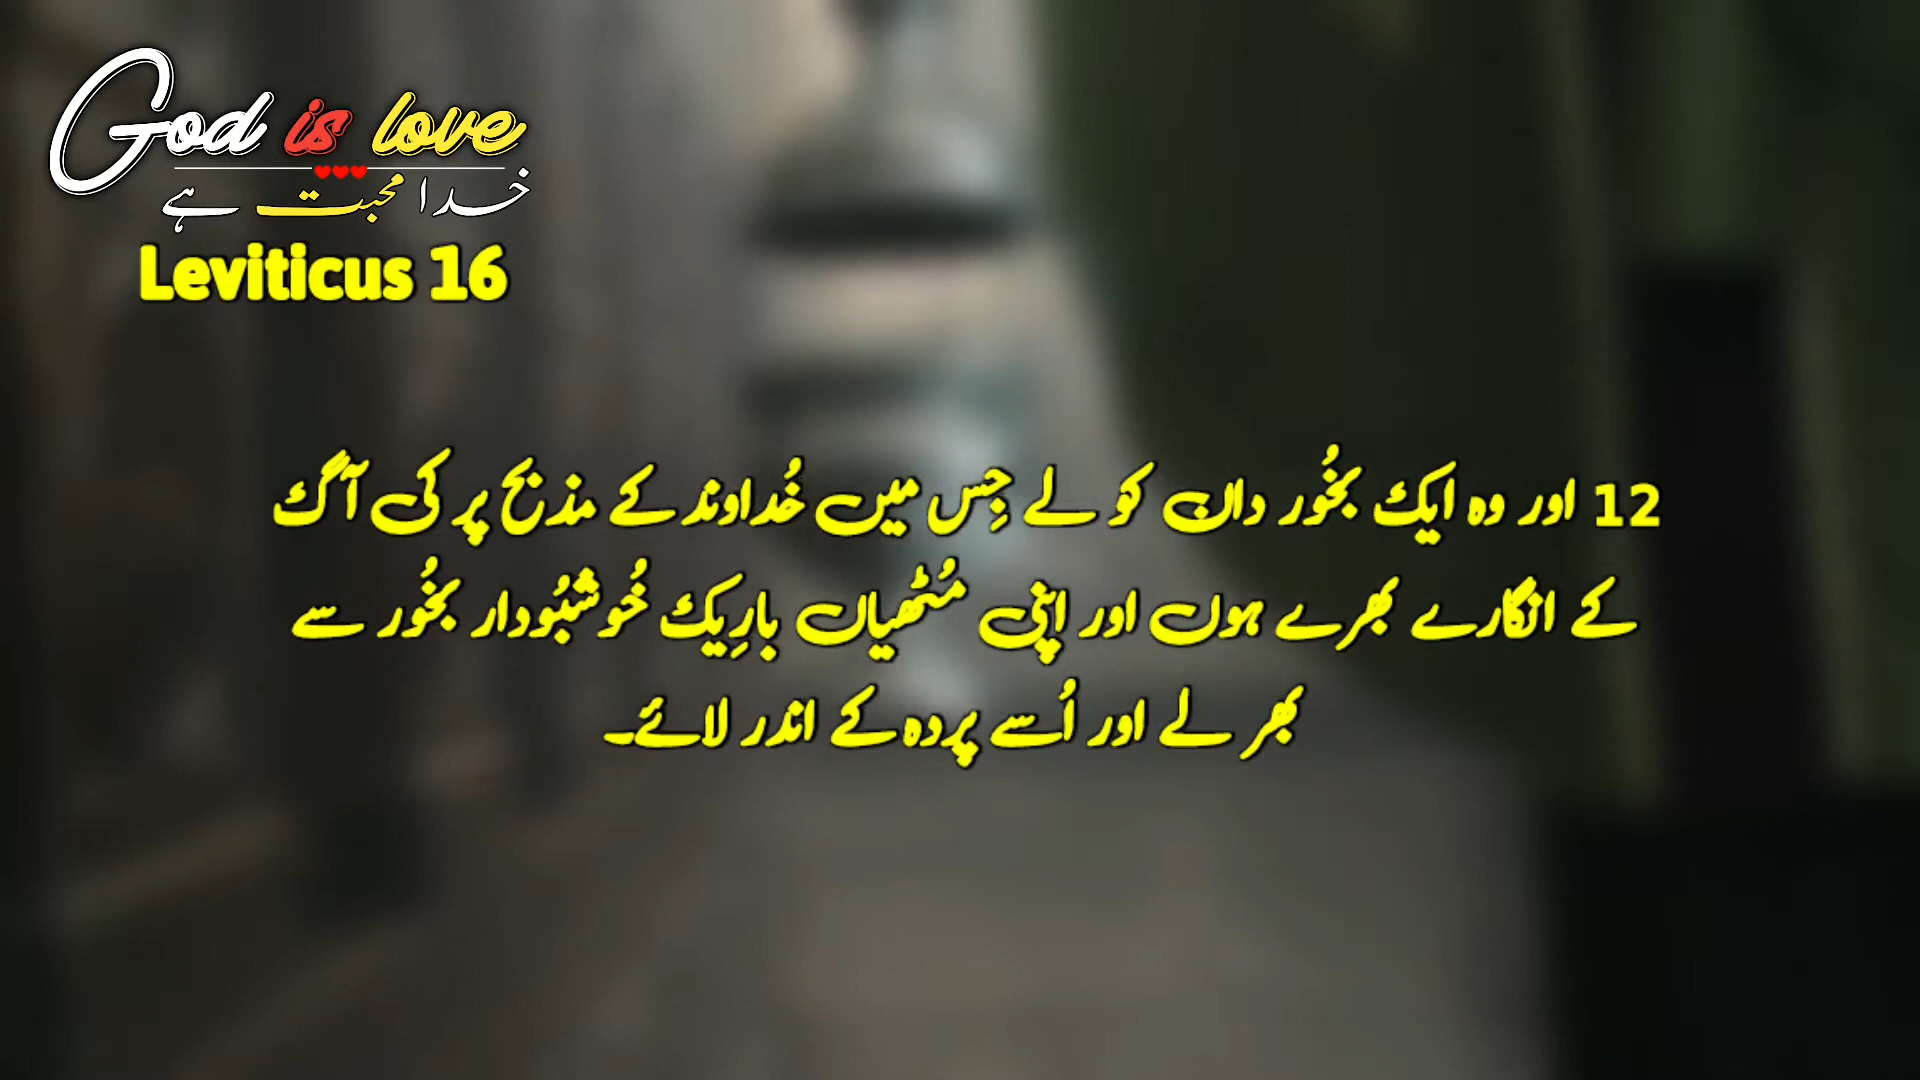 God is love
خدا محبت ہے
Leviticus 16
12 اور وہ ایک بخُور دان کو لے جِس میں خُداوند کے مذبح پر کی آگ
کے انگارے بھرے ہوں اور اپنی مُٹھیاں بارِیک خُوشبُودار بخُور سے
بھر لے اور اُسے پردہ کے اندر لائے۔